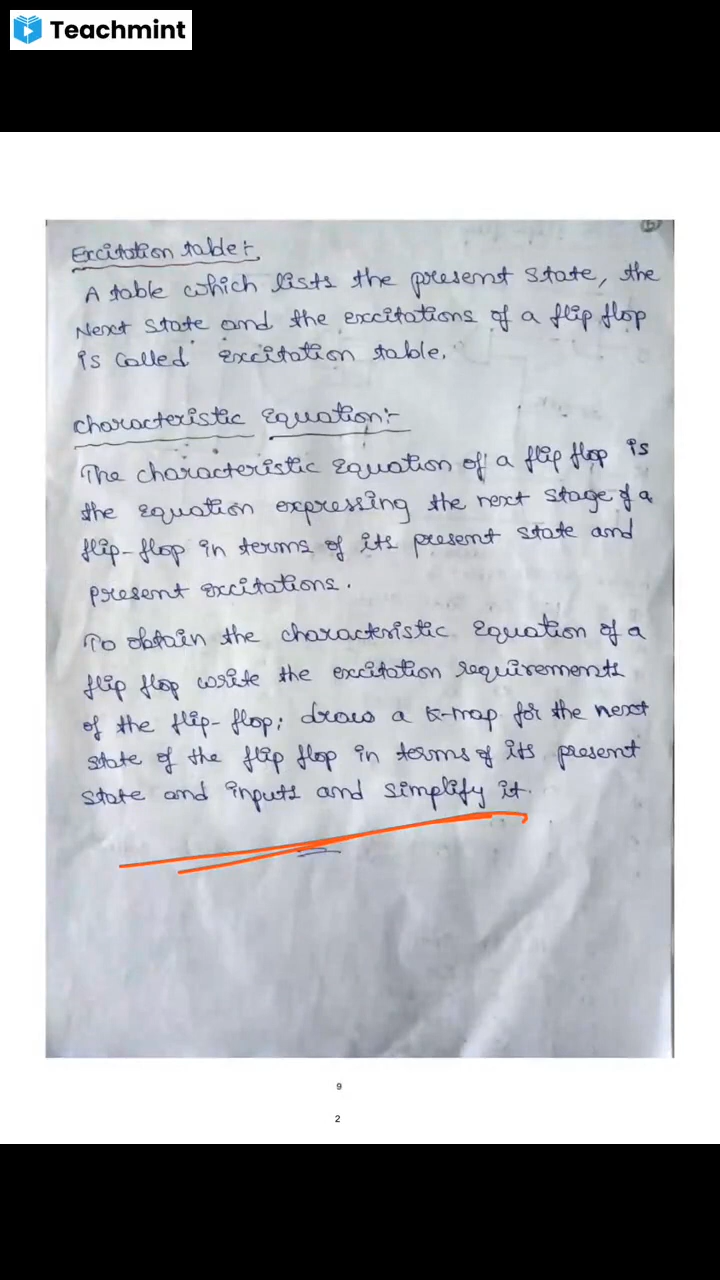 Teachmint
Excitation table:-
A table which lists the present state, the
Next state and the excitations of a flip flop
is called excitation table.
characteristic Equation:-
The characteristic equation of a flip flop is
the equation expressing the next stage of a
flip-flop in terms of its present state and
present excitations.
To obtain the characteristic equation of a
flip flop write the excitation requirements
of the flip-flop; draw a K-map for the next
state of the flip flop in terms of its present
state and inputs and simplify it.
9
2